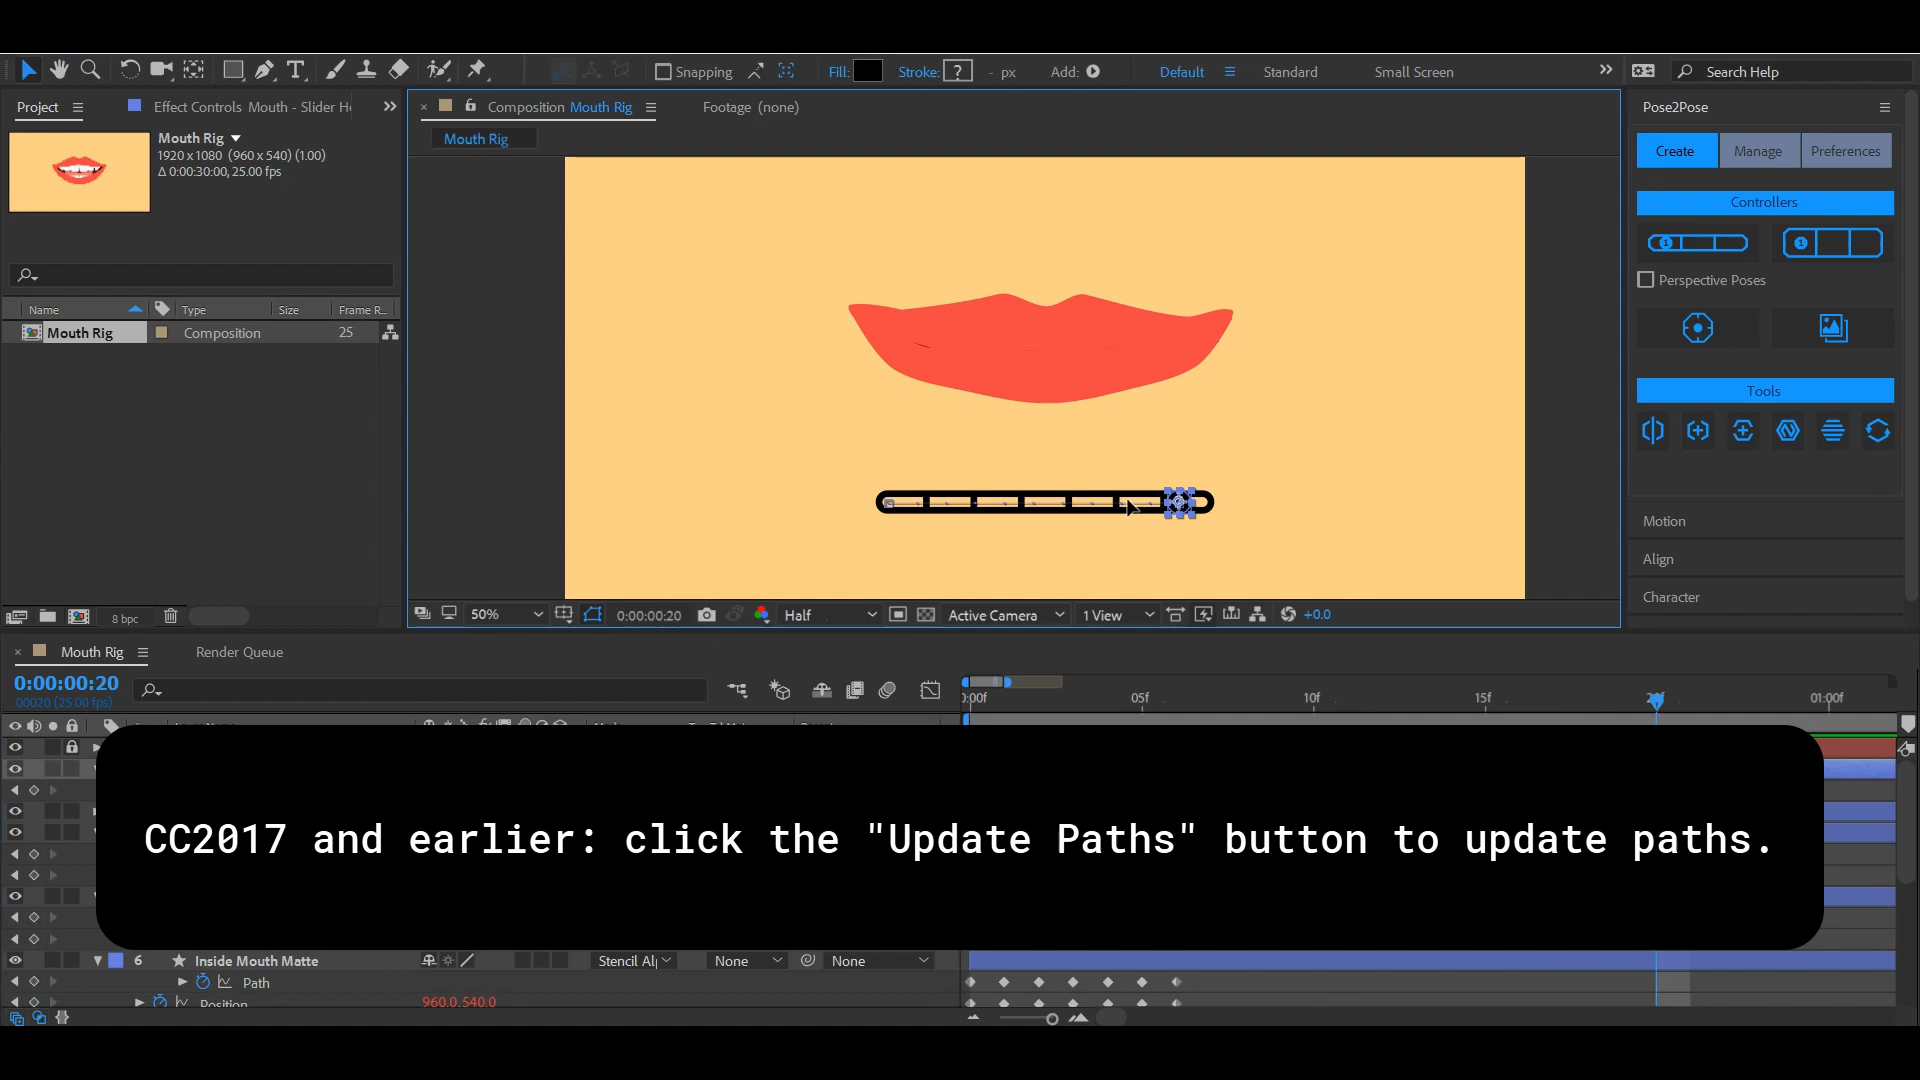 Snapping
Fill:
Stroke:
?
- px
Add:
Default
Standard
Small Screen
Search Help
Project
Effect Controls Mouth - Slider
Composition Mouth Rig
Footage (none)
Pose2Pose
Mouth Rig
1920 x 1080 (960 x 540) (1.00)
Δ 0:00:30:00, 25.00 fps
Mouth Rig
Create
Manage
Preferences
Controllers
1
1
Perspective Poses
Tools
Name
Type
Size
Frame R...
Mouth Rig
Composition
25
Motion
Align
Character
8 bpc
50%
0:00:00:20
Half
Active Camera
1 View
+0.0
Mouth Rig
Render Queue
0:00:00:20
00020 (25.00 fps)
05f
10f
15f
01:00f
CC2017 and earlier: click the "Update Paths" button to update paths.
6
Inside Mouth Matte
Stencil
None
None
Path
Position
960.0,540.0